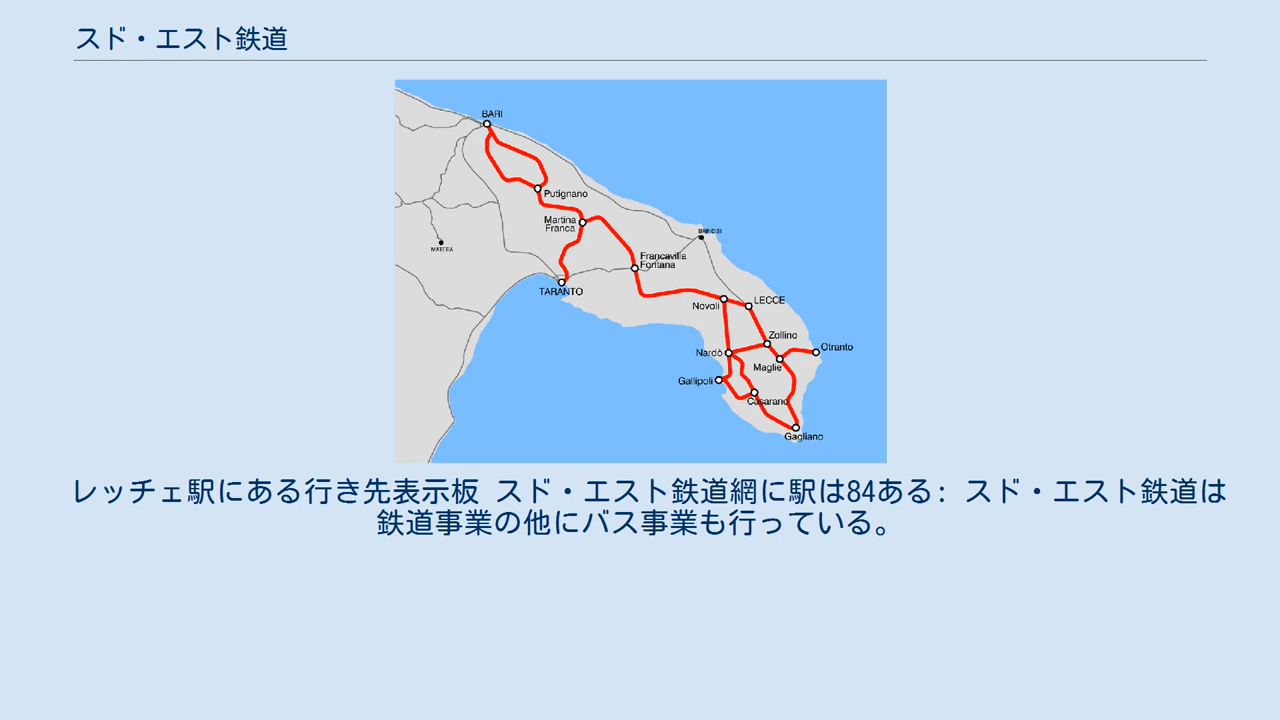 スド・エスト鉄道
BARI
Putignano
Martina
Franca
BRINDISI
MATERA
Francavilla
Fontana
TARANTO
LECCE
Novoli
Zollino
Otranto
Nardò
Maglie
Gallipoli
Casarano
Gagliano
レッチェ駅にある行き先表示板 スド・エスト鉄道網に駅は84ある: スド・エスト鉄道は
鉄道事業の他にバス事業も行っている。